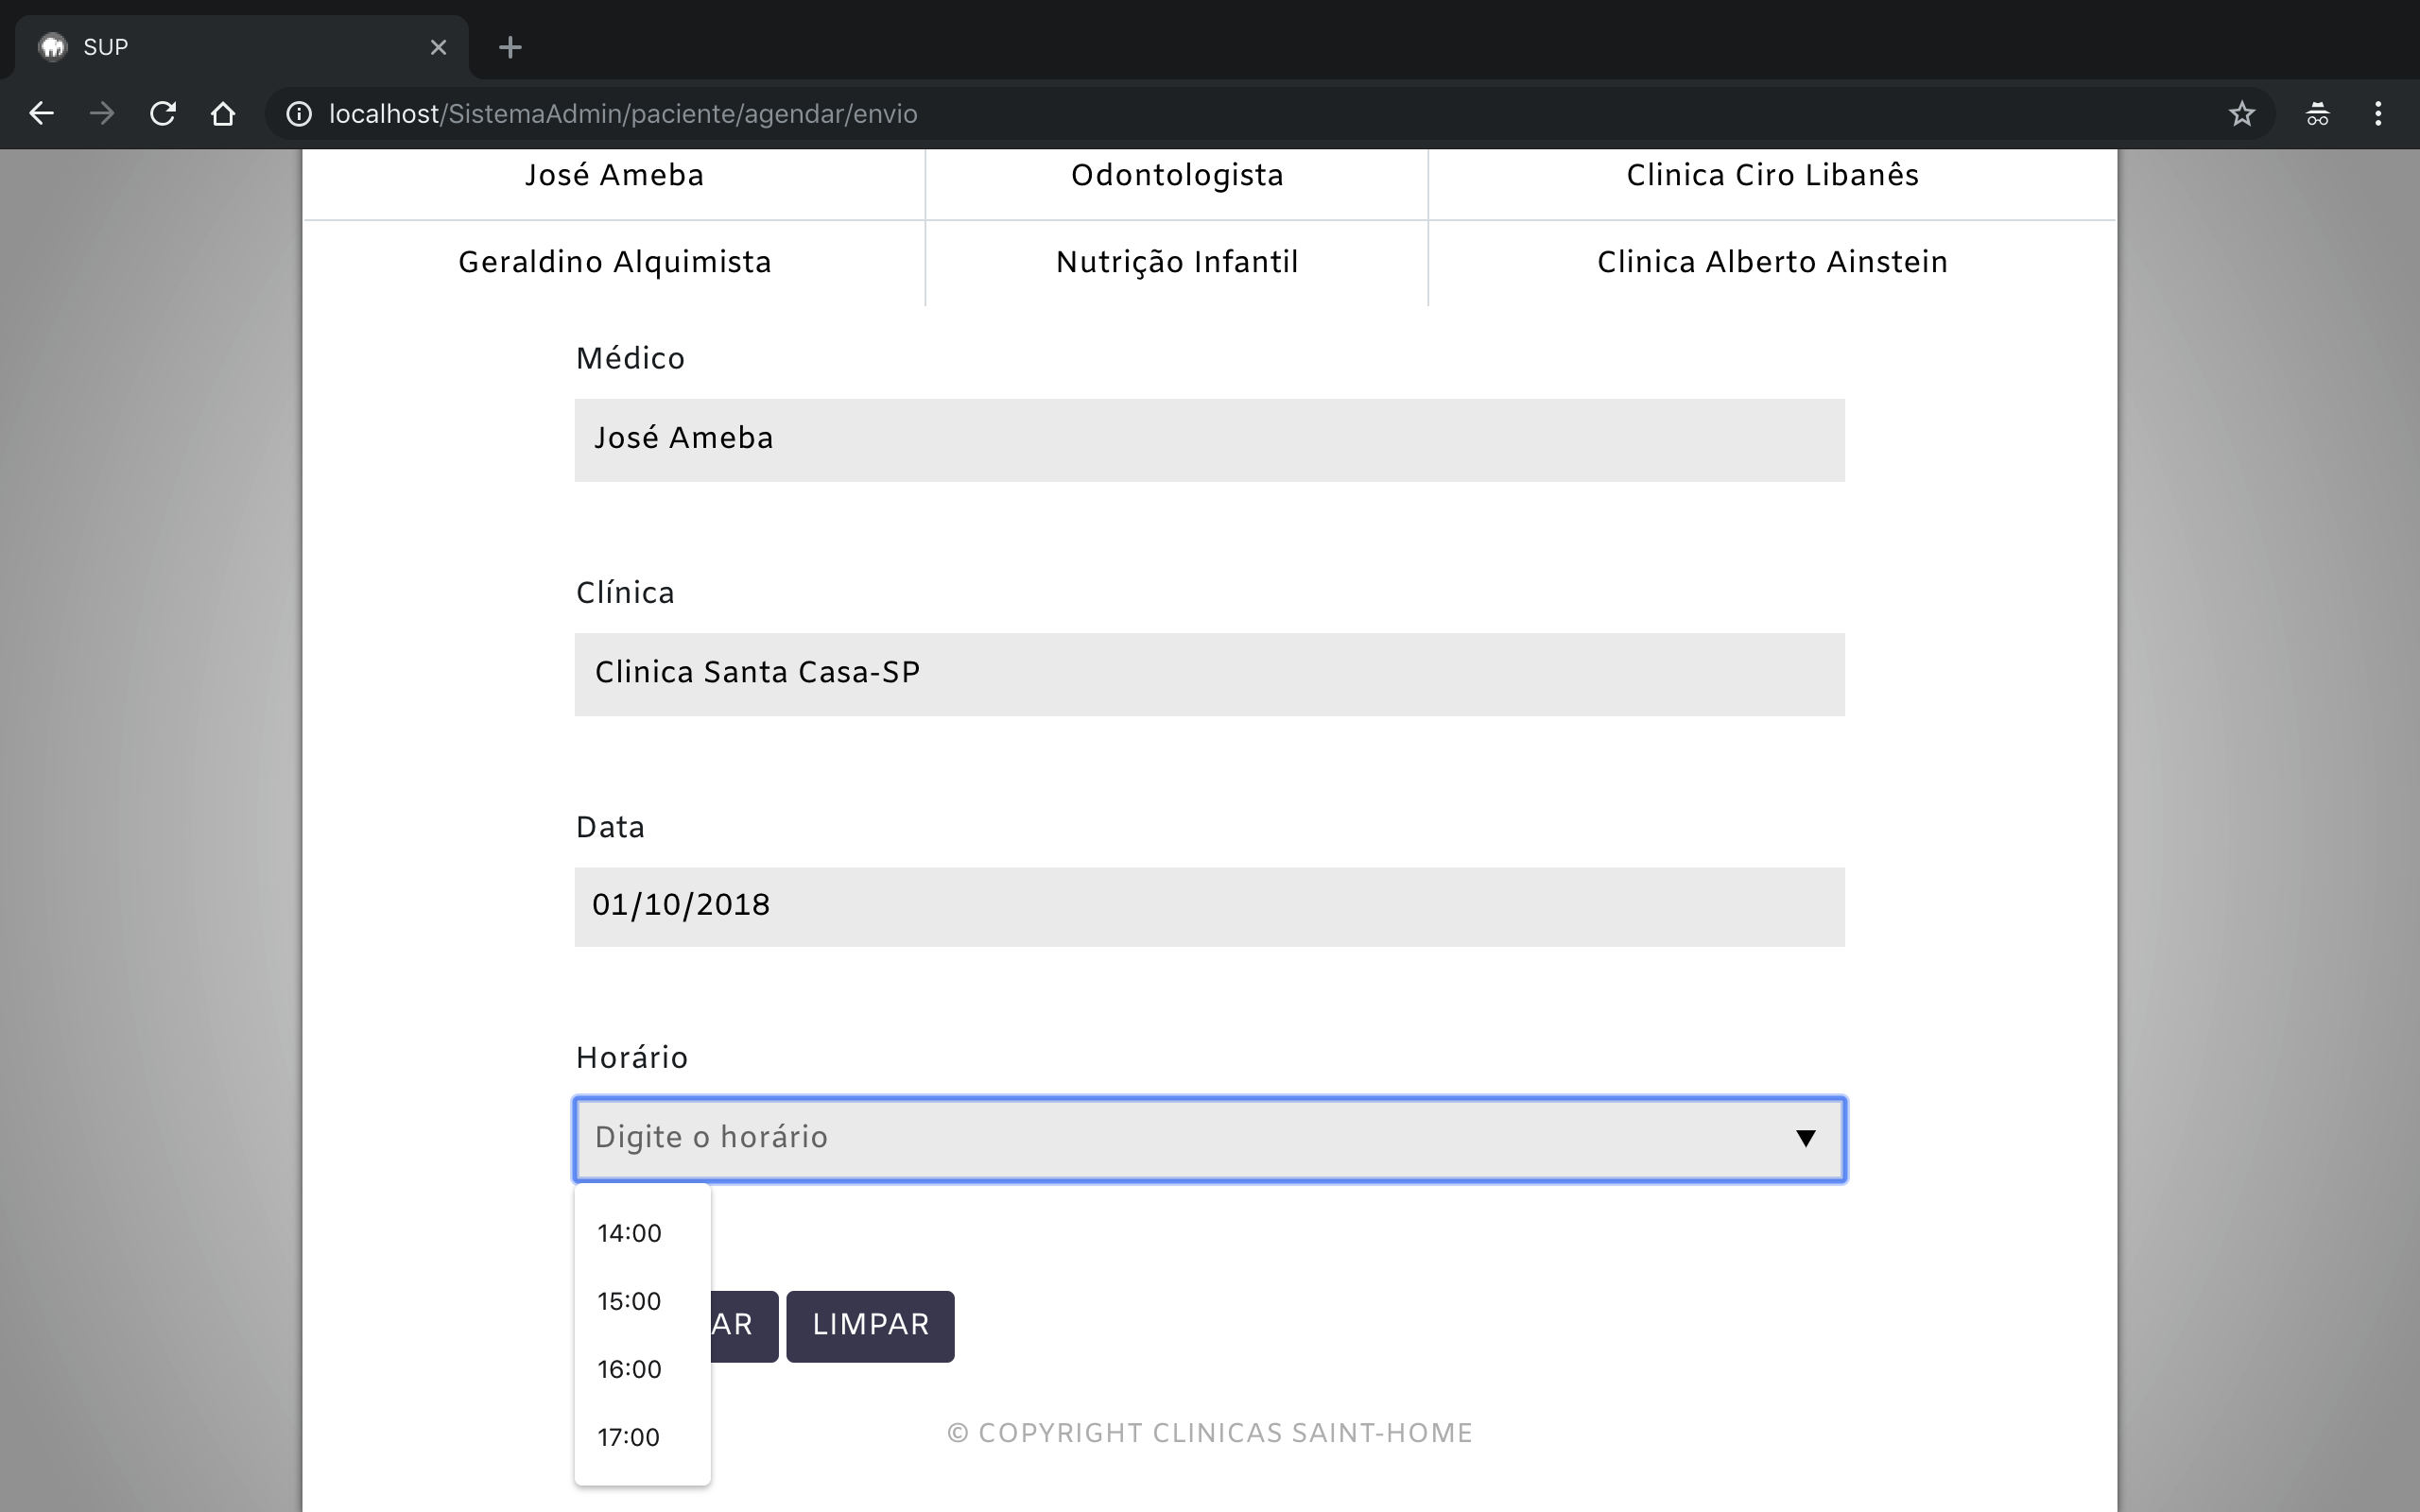 SUP
localhost/SistemaAdmin/paciente/agendar/envio
José Ameba Odontologista Clinica Ciro Libanês
Geraldino Alquimista Nutrição Infantil Clinica Alberto Ainstein
Médico
José Ameba
Clínica
Clinica Santa Casa-SP
Data
01/10/2018
Horário
Digite o horário
14:00
15:00
AR LIMPAR
16:00
17:00
© COPYRIGHT CLINICAS SAINT-HOME